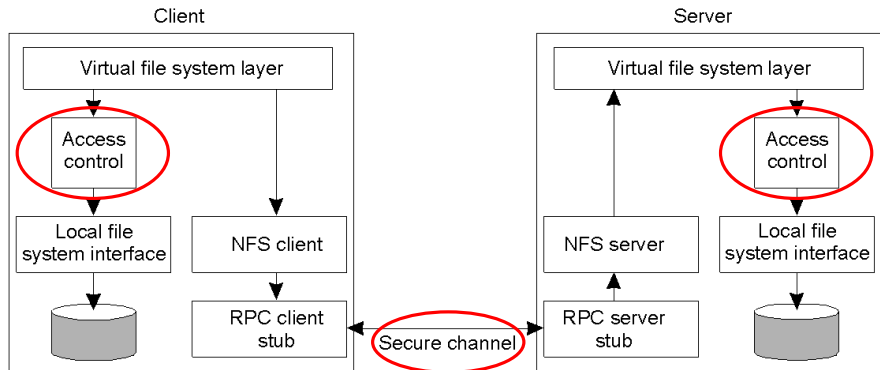 Client
Server
Virtual file system layer
Virtual file system layer
Access
control
Access
control
Local file
system interface
NFS client
NFS server
Local file
system interface
RPC client
stub
Secure channel
RPC server
stub